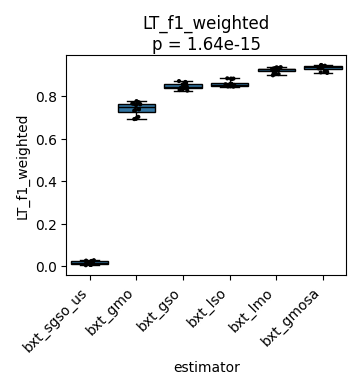 LT_f1_weighted
p = 1.64e-15
LT_f1_weighted
0.8
0.6
0.4
0.2
0.0
bxt_sgso_us
bxt_gmo
bxt_gso
bxt_lso
bxt_lmo
bxt_gmosa
estimator